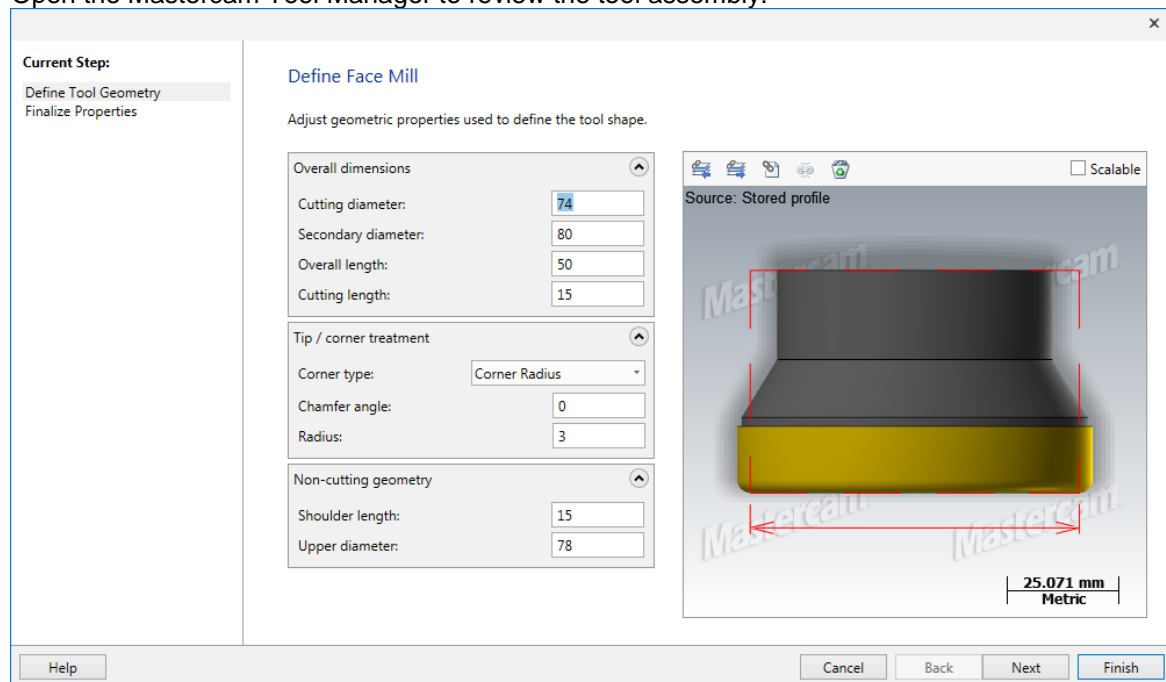 Open the Mastercam Tool Manager to review the tool assembly.
Current Step:
Define Tool Geometry
Finalize Properties
Define Face Mill
Adjust geometric properties used to define the tool shape.
Overall dimensions
Cutting diameter: 74
Secondary diameter: 80
Overall length: 50
Cutting length: 15
Tip / corner treatment
Corner type: Corner Radius
Chamfer angle: 0
Radius: 3
Non-cutting geometry
Shoulder length: 15
Upper diameter: 78
Scalable
Source: Stored profile
Mastercam
Mastercam
Mastercam
25.071 mm
Metric
Help Cancel Back Next Finish